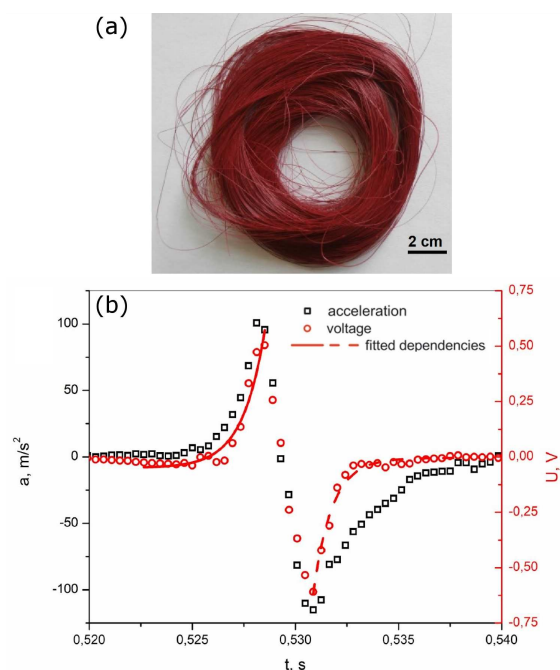 (a)
2 cm
(b)
100
50
0
-50
-100
a, m/s²
acceleration
voltage
fitted dependencies
0,75
0,50
0,25
0,00
-0,25
-0,50
-0,75
U, V
0,520
0,525
0,530
0,535
0,540
t, s